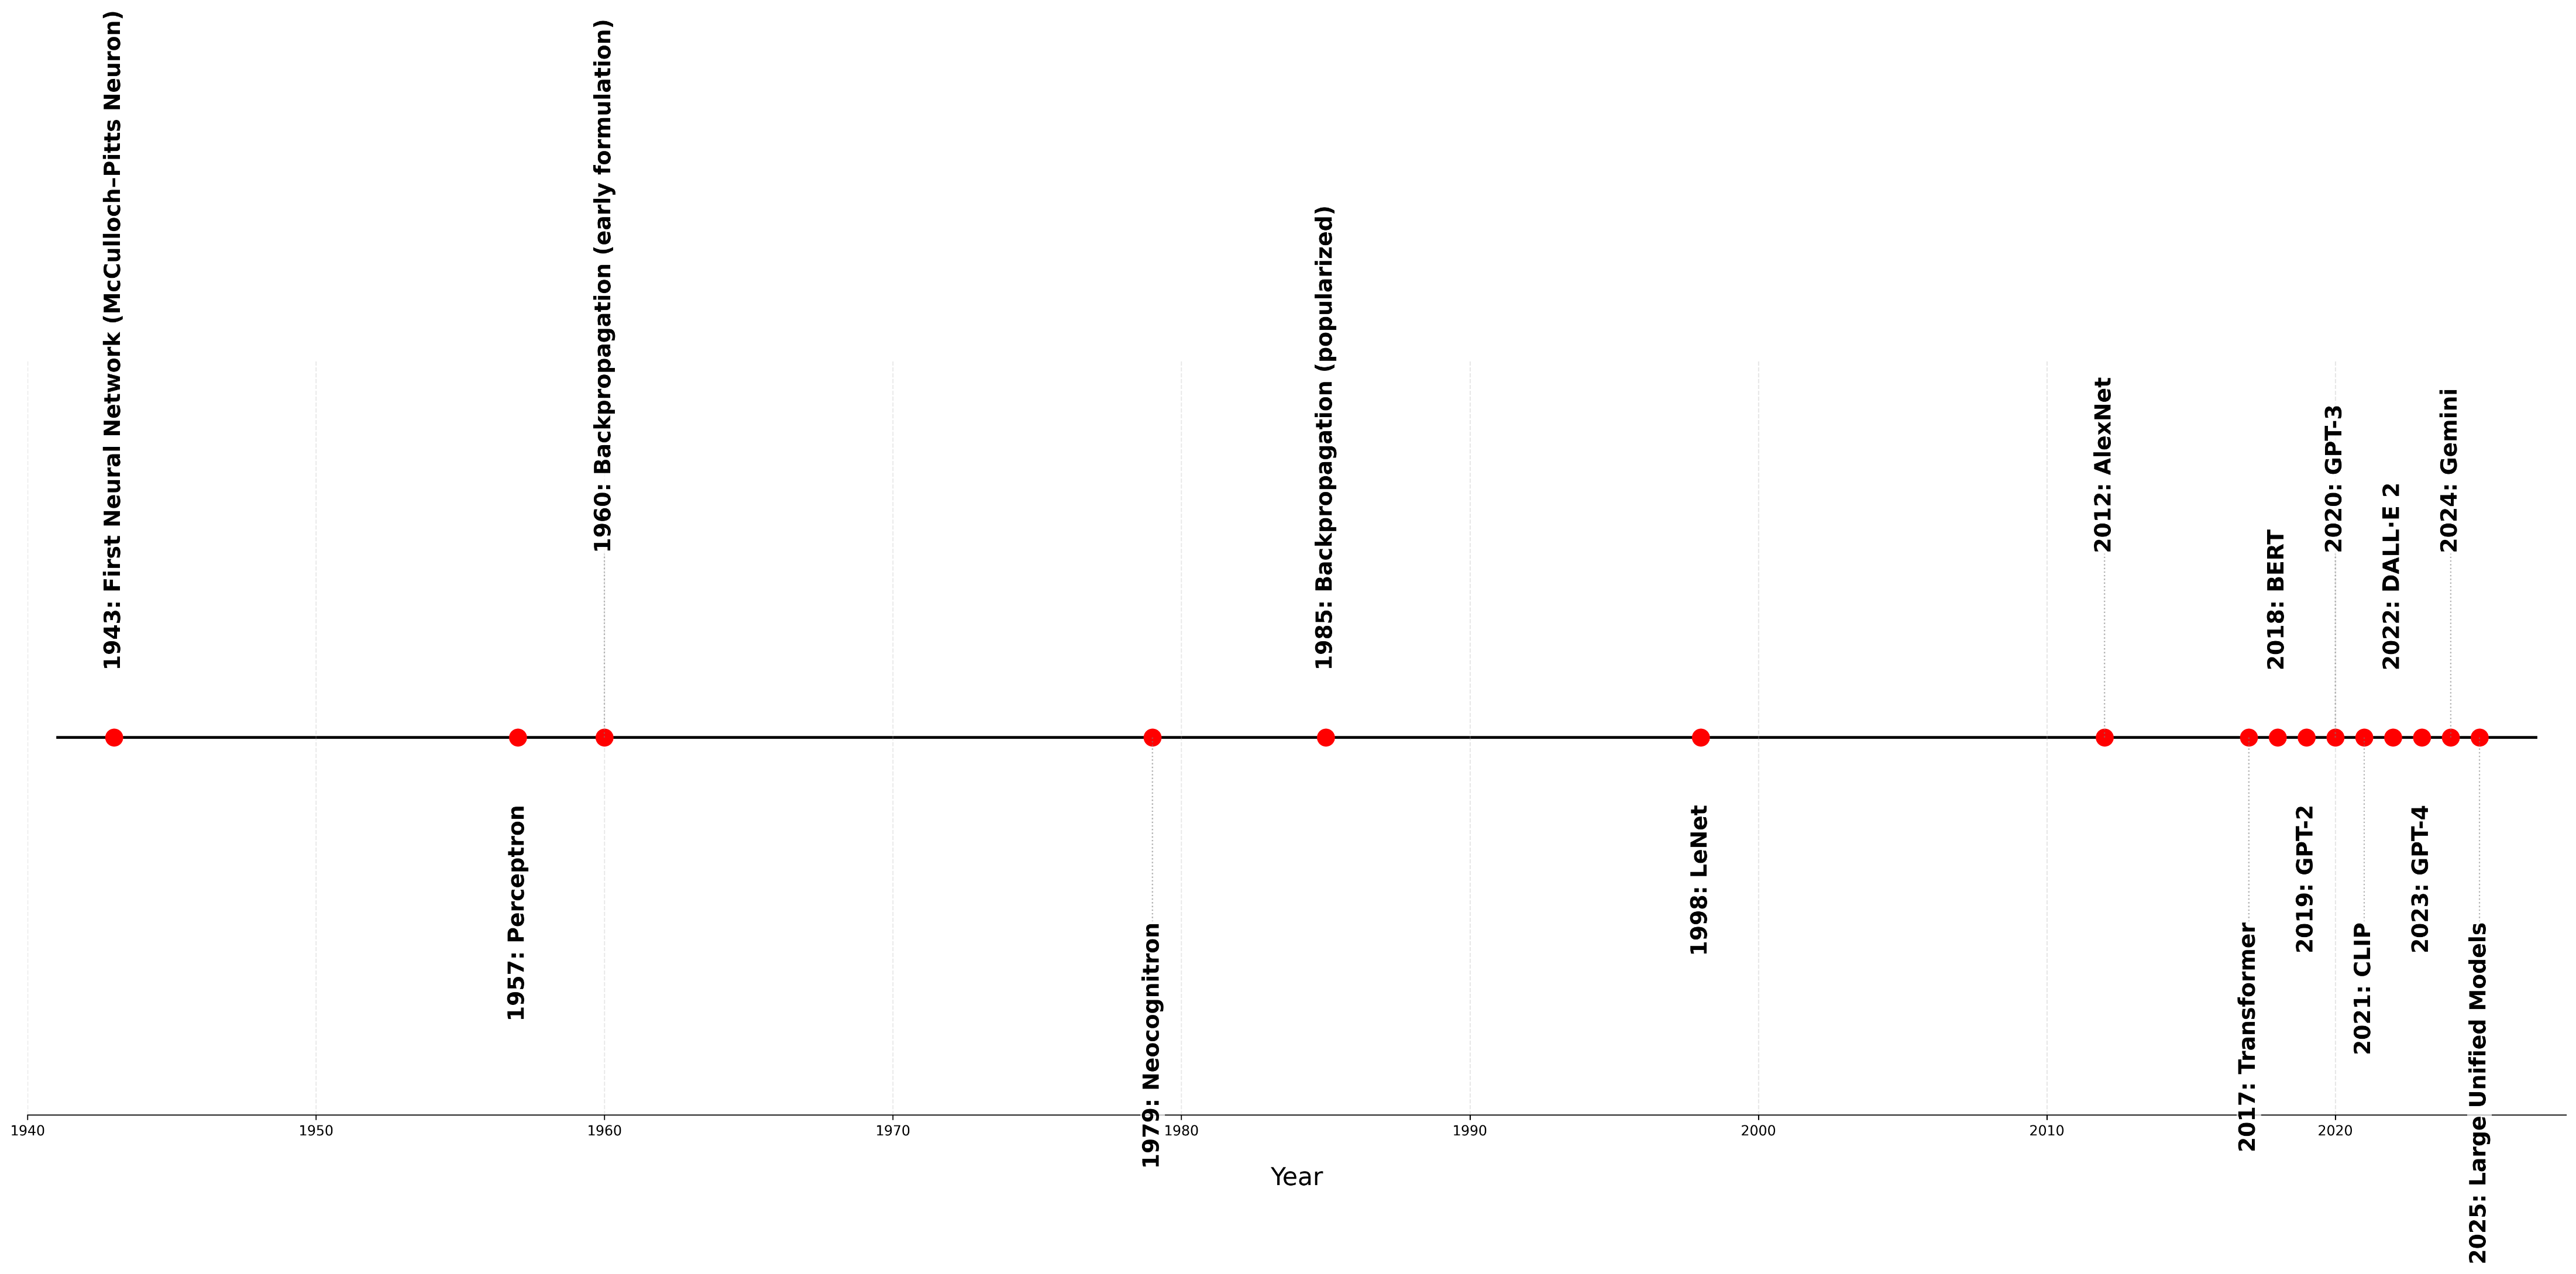 1943: First Neural Network (McCulloch–Pitts Neuron)
1957: Perceptron
1960: Backpropagation (early formulation)
1979: Neocognitron
1985: Backpropagation (popularized)
1998: LeNet
2012: AlexNet
2017: Transformer
2018: BERT
2019: GPT-2
2020: GPT-3
2021: CLIP
2022: DALL·E 2
2023: GPT-4
2024: Gemini
2025: Large Unified Models
1940
1950
1960
1970
1980
1990
2000
2010
2020
Year